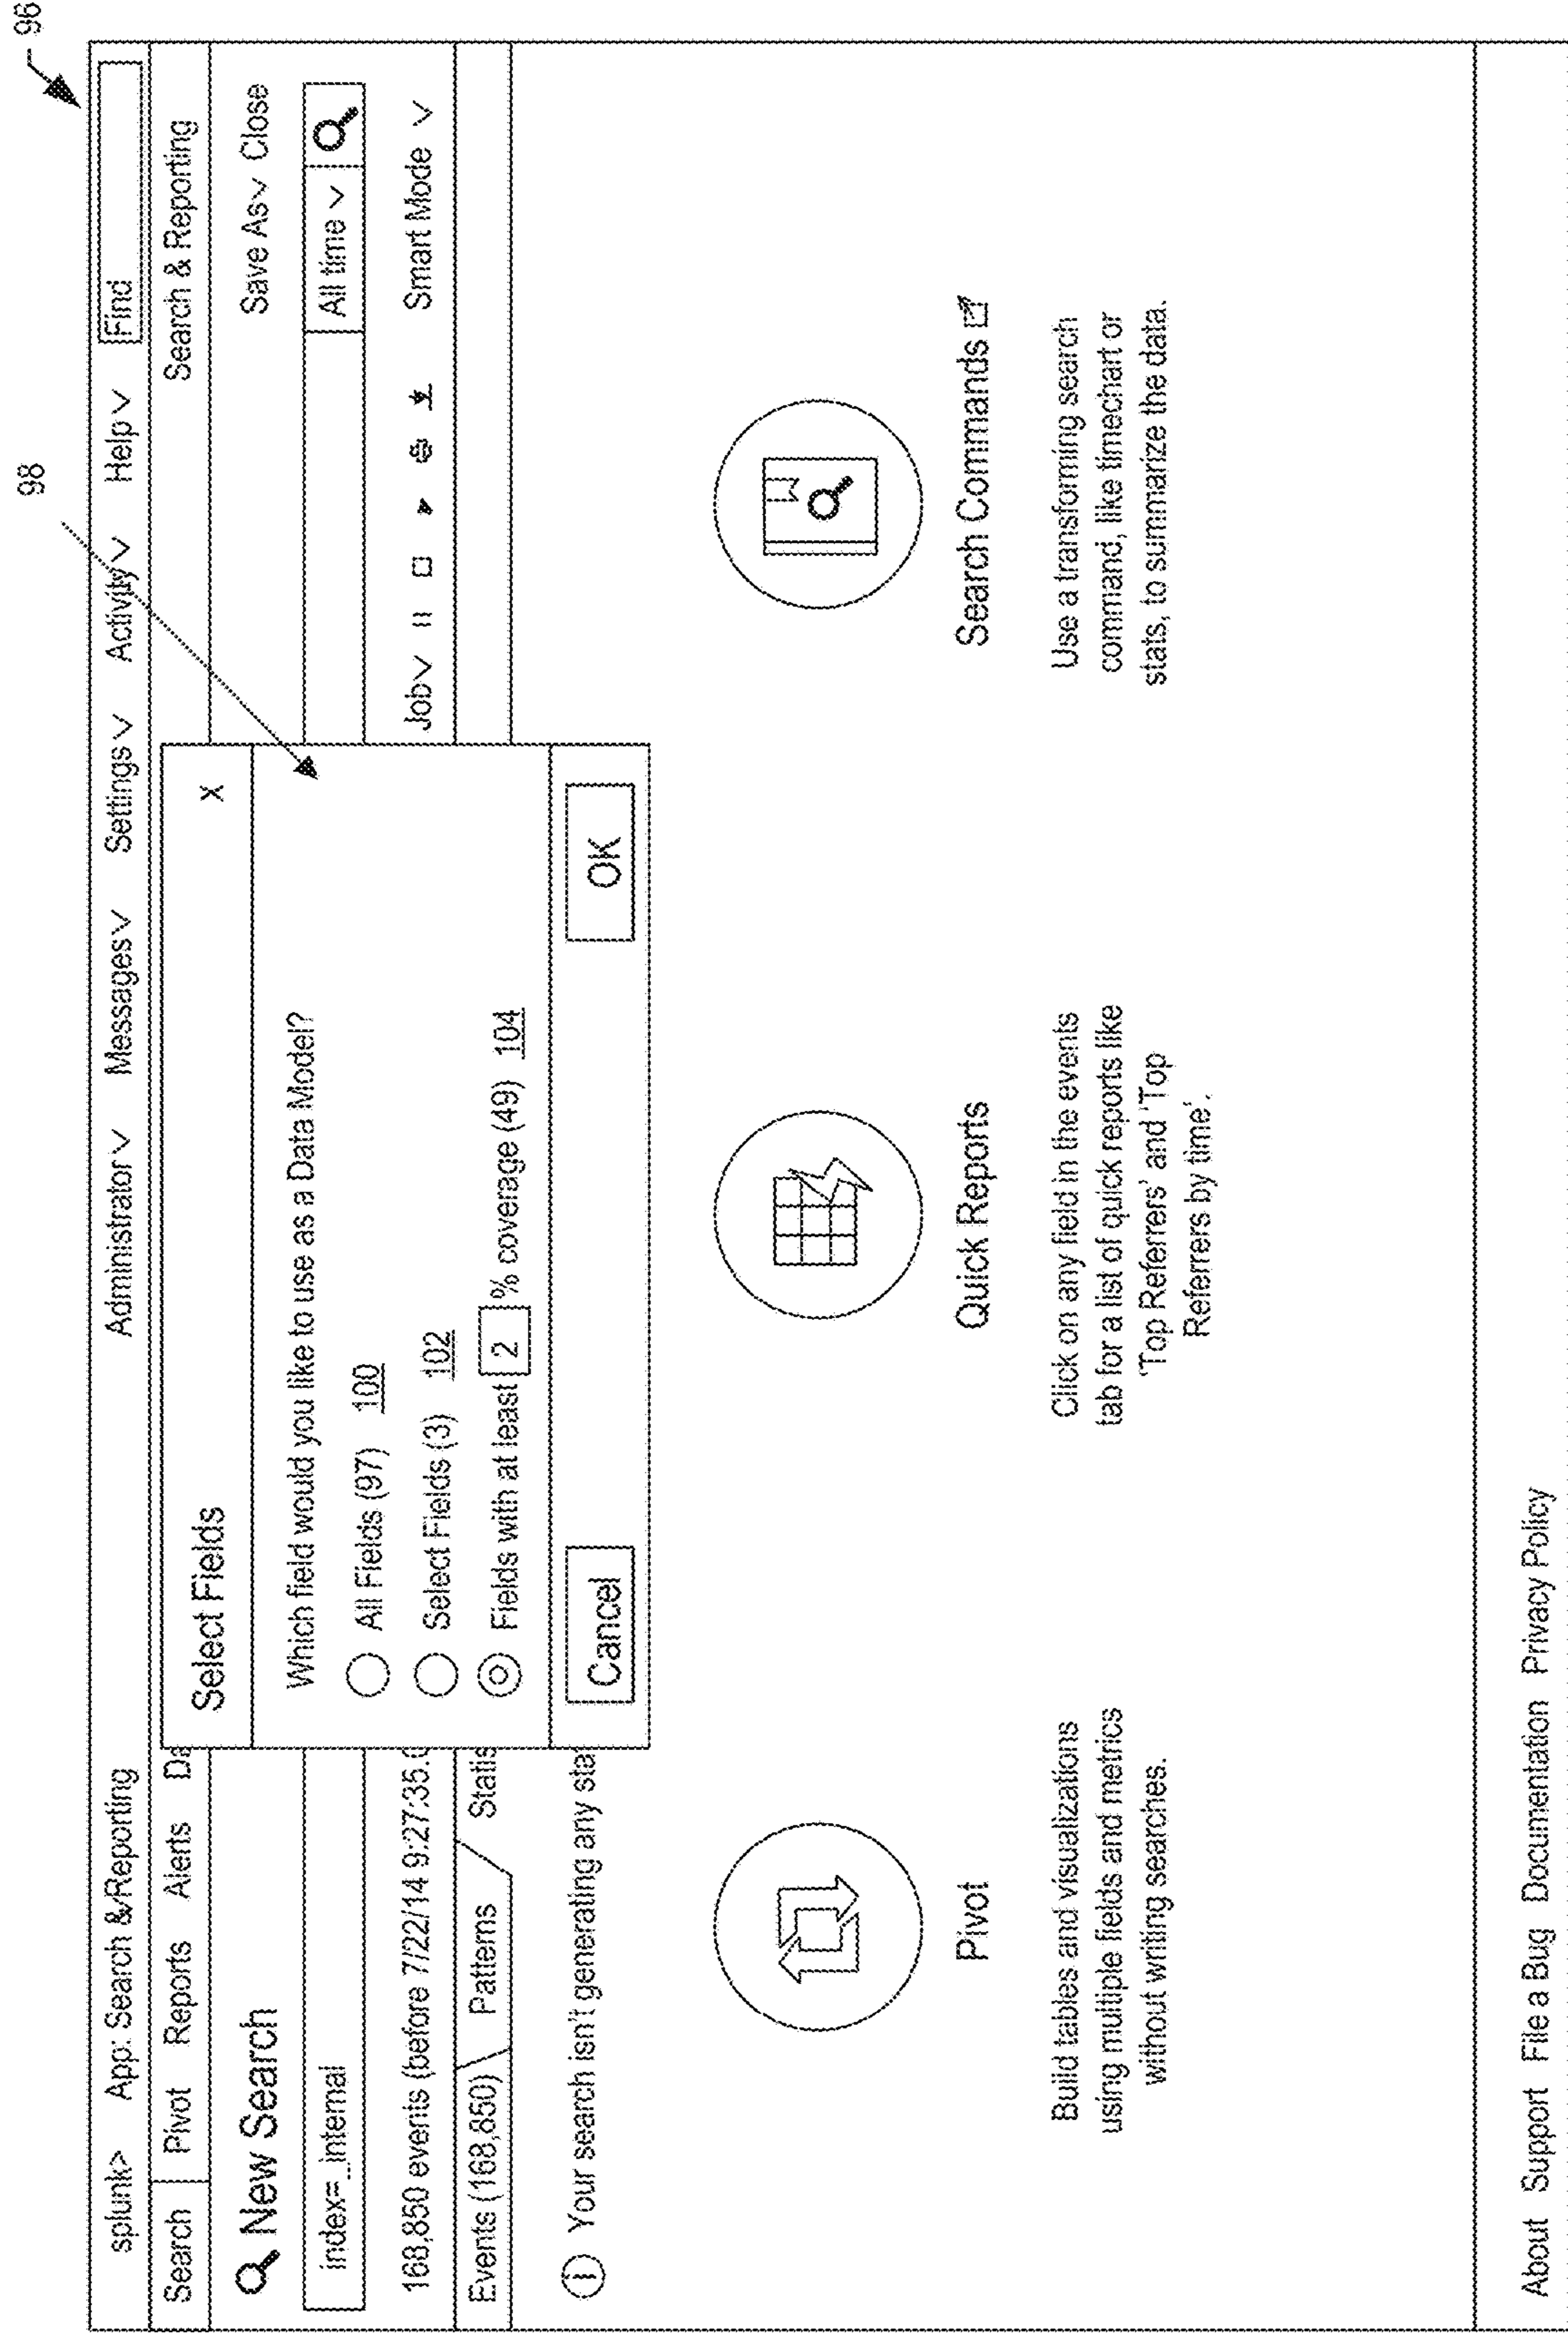 96
98
splunk> App: Search &Reporting Administrator Messages Settings Activity Help Find
Search Pivot Reports Alerts Da Search & Reporting
New Search Save As Close
index=_internal All time
168,850 events (before 7/22/14 9:27:35.0 Job Smart Mode
Events (168,850) Patterns Statis
Your search isn't generating any sta
Select Fields X
Which field would you like to use as a Data Model?
All Fields (97) 100
Select Fields (3) 102
Fields with at least 2 % coverage (49) 104
Cancel OK
Pivot
Build tables and visualizations
using multiple fields and metrics
without writing searches.
Quick Reports
Click on any field in the events
tab for a list of quick reports like
'Top Referrers' and 'Top
Referrers by time'.
Search Commands
Use a transforming search
command, like timechart or
stats, to summarize the data.
About Support File a Bug Documentation Privacy Policy